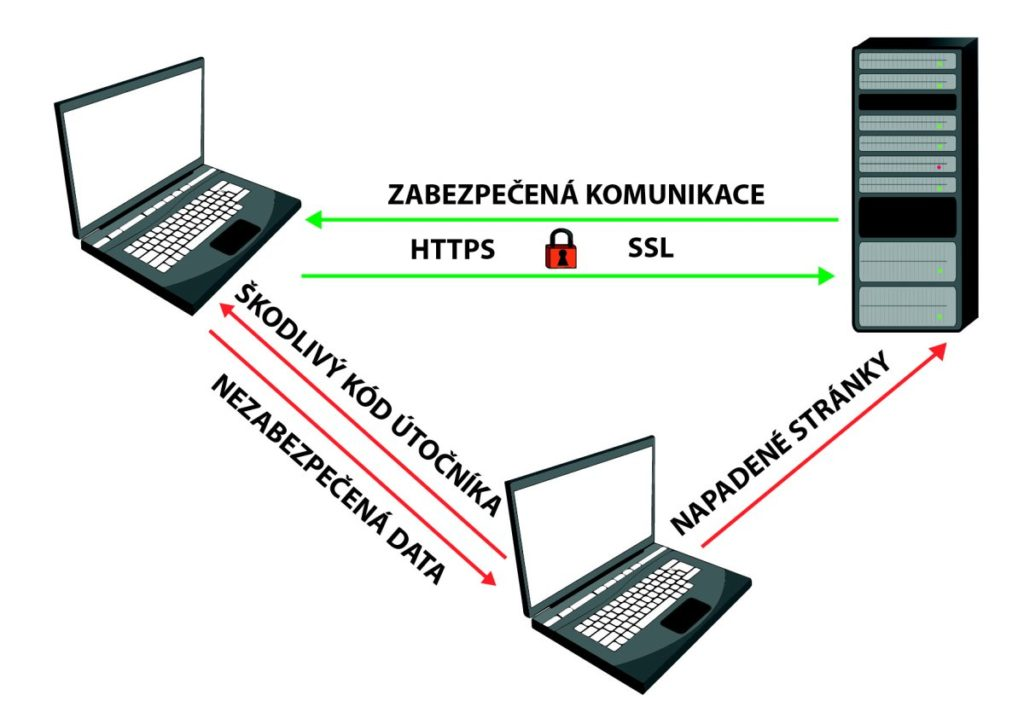 ZABEZPEČENÁ KOMUNIKACE
HTTPS SSL
ŠKODLIVÝ KÓD ÚTOČNÍKA
NEZABEZPEČENÁ DATA
NAPADENÉ STRÁNKY